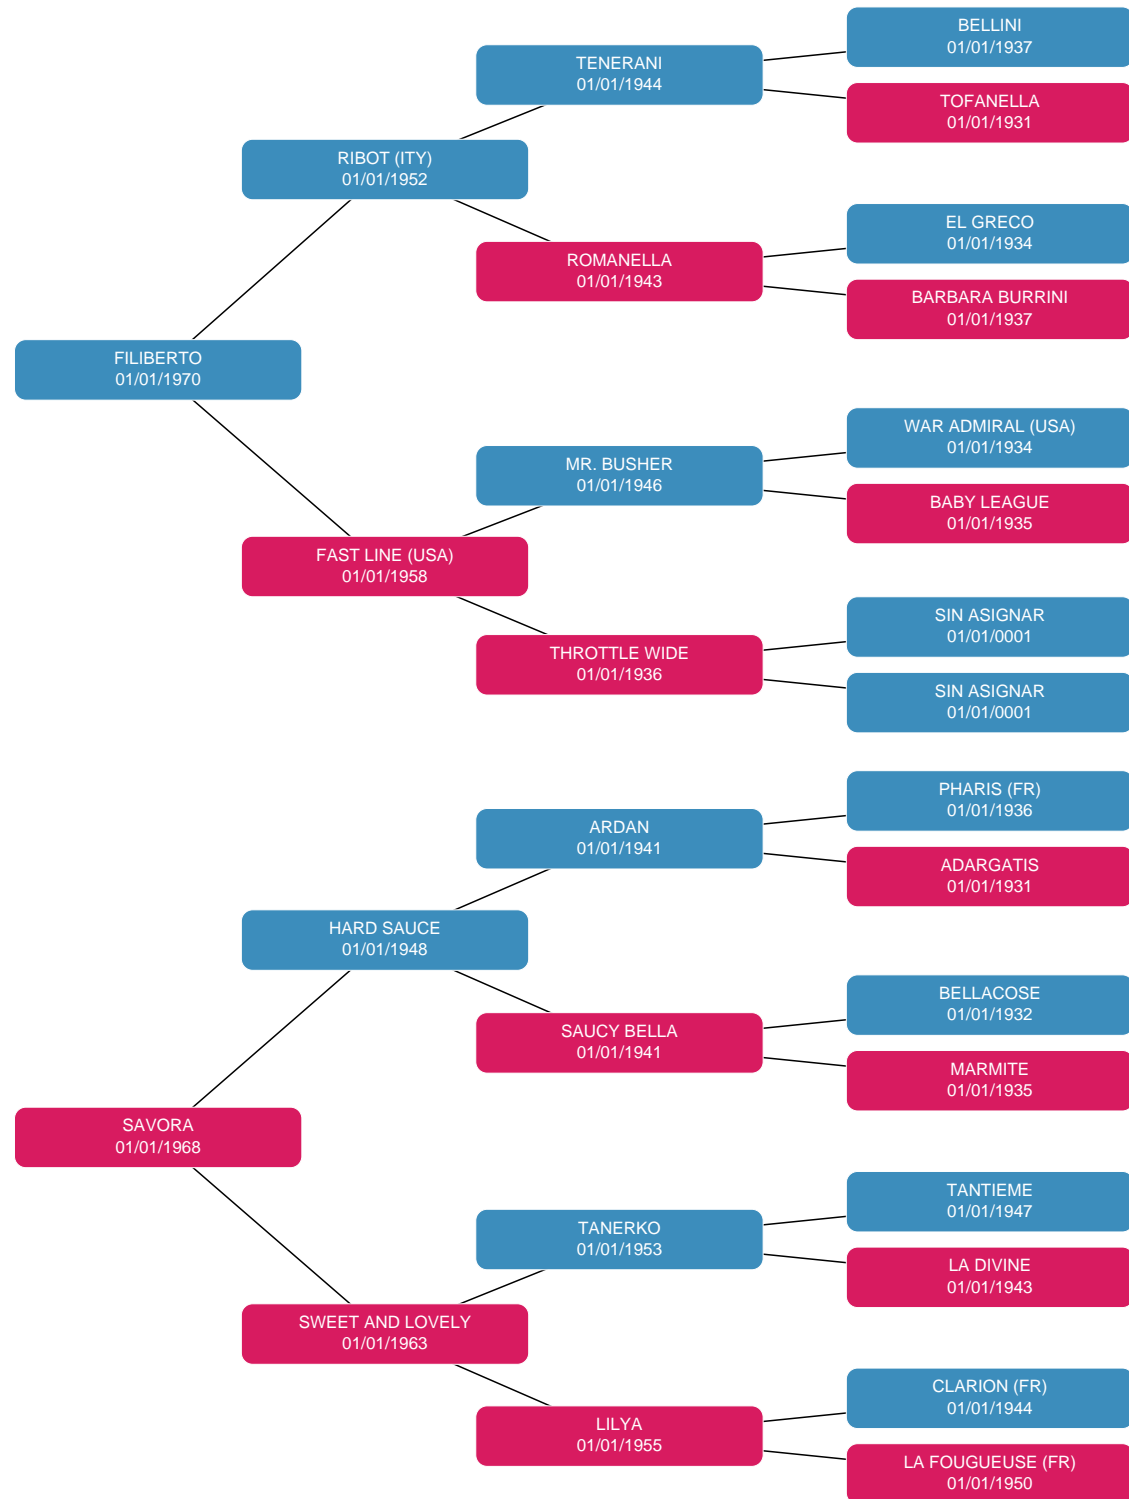 BELLINI
01/01/1937
TENERANI
01/01/1944
TOFANELLA
01/01/1931
RIBOT (ITY)
01/01/1952
EL GRECO
01/01/1934
ROMANELLA
01/01/1943
BARBARA BURRINI
01/01/1937
FILIBERTO
01/01/1970
WAR ADMIRAL (USA)
01/01/1934
MR. BUSHER
01/01/1946
BABY LEAGUE
01/01/1935
FAST LINE (USA)
01/01/1958
SIN ASIGNAR
01/01/0001
THROTTLE WIDE
01/01/1936
SIN ASIGNAR
01/01/0001
PHARIS (FR)
01/01/1936
ARDAN
01/01/1941
ADARGATIS
01/01/1931
HARD SAUCE
01/01/1948
BELLACOSE
01/01/1932
SAUCY BELLA
01/01/1941
MARMITE
01/01/1935
SAVORA
01/01/1968
TANTIEME
01/01/1947
TANERKO
01/01/1953
LA DIVINE
01/01/1943
SWEET AND LOVELY
01/01/1963
CLARION (FR)
01/01/1944
LILYA
01/01/1955
LA FOUGUEUSE (FR)
01/01/1950